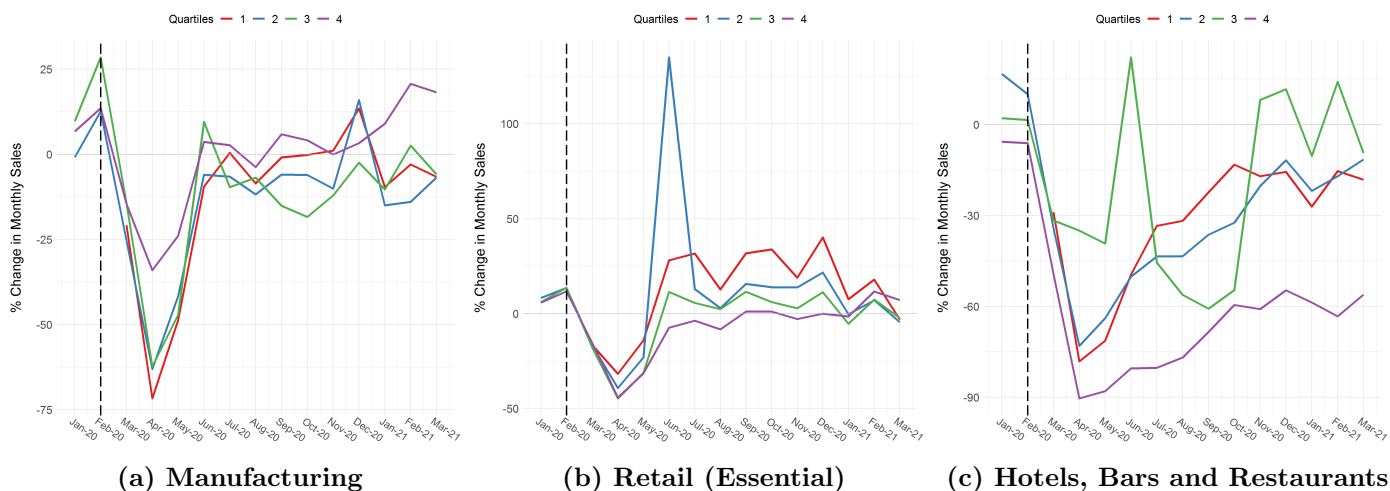 Quartiles 1 2 3 4
% Change in Monthly Sales
25
0
-25
-50
-75
Jan-20 Feb-20 Mar-20 Apr-20 May-20 Jun-20 Jul-20 Aug-20 Sep-20 Oct-20 Nov-20 Dec-20 Jan-21 Feb-21 Mar-21
(a) Manufacturing
Quartiles 1 2 3 4
% Change in Monthly Sales
100
50
0
-50
Jan-20 Feb-20 Mar-20 Apr-20 May-20 Jun-20 Jul-20 Aug-20 Sep-20 Oct-20 Nov-20 Dec-20 Jan-21 Feb-21 Mar-21
(b) Retail (Essential)
Quartiles 1 2 3 4
% Change in Monthly Sales
0
-30
-60
-90
Jan-20 Feb-20 Mar-20 Apr-20 May-20 Jun-20 Jul-20 Aug-20 Sep-20 Oct-20 Nov-20 Dec-20 Jan-21 Feb-21 Mar-21
(c) Hotels, Bars and Restaurants